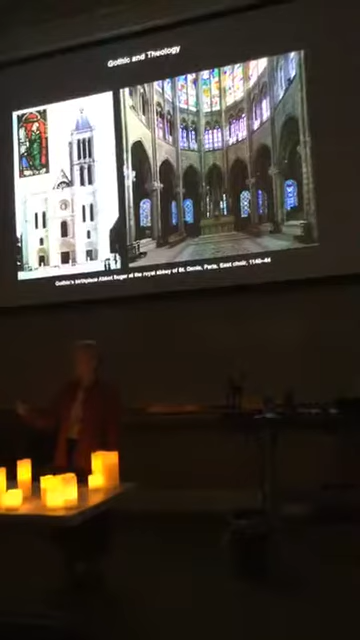 Gothic and Theology
Gothic's birthplace Abbot Suger at the royal abbey of St. Denis, Paris. East choir, 1140-44